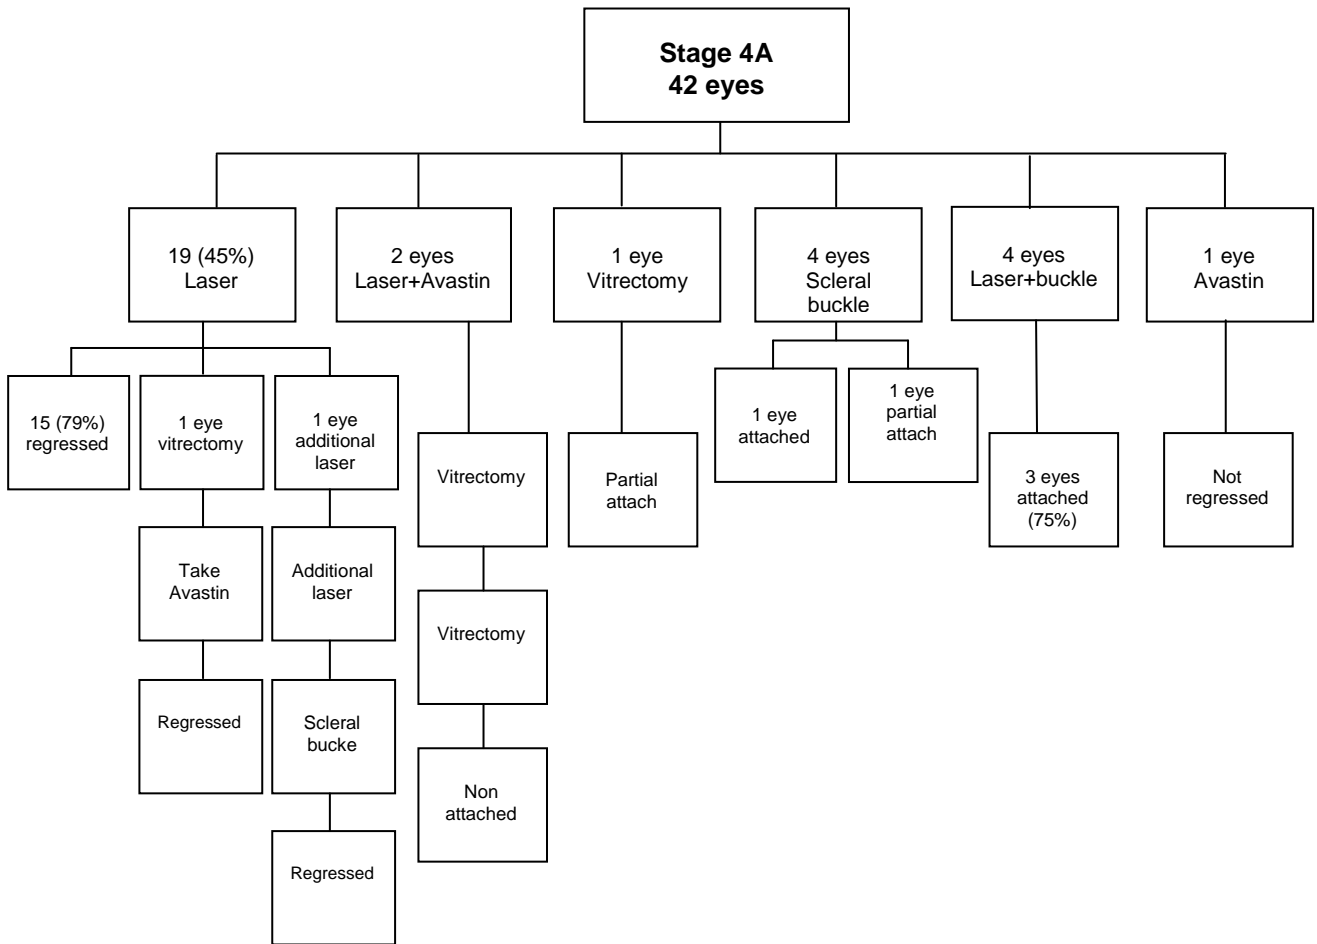 Stage 4A
42 eyes
19 (45%)
Laser
2 eyes
Laser+Avastin
1 eye
Vitrectomy
4 eyes
Scleral
buckle
4 eyes
Laser+buckle
1 eye
Avastin
15 (79%)
regressed
1 eye
vitrectomy
1 eye
additional
laser
1 eye
attached
1 eye
partial
attach
Vitrectomy
Partial
attach
3 eyes
attached
(75%)
Not
regressed
Take
Avastin
Additional
laser
Vitrectomy
Regressed
Scleral
bucke
Non
attached
Regressed